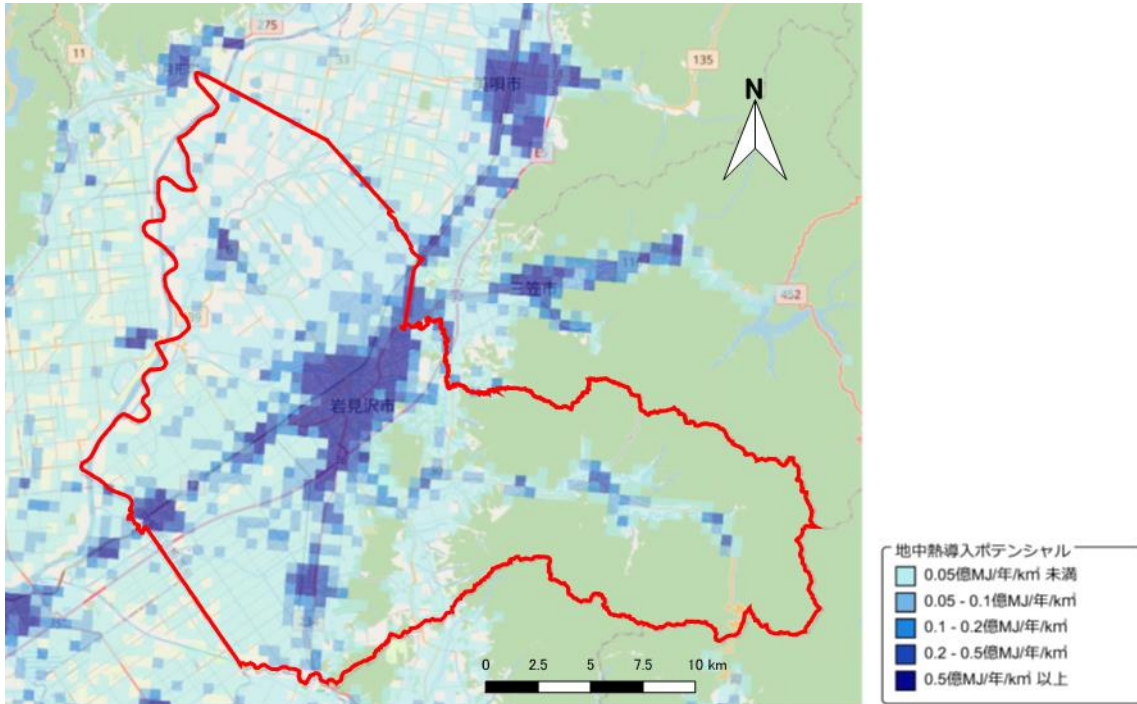 275
11
33
135
美唄市
N
三笠市
11
452
岩見沢市
0 2.5 5 7.5 10 km
地中熱導入ポテンシャル
0.05億MJ/年/km² 未満
0.05 - 0.1億MJ/年/km²
0.1 - 0.2億MJ/年/km²
0.2 - 0.5億MJ/年/km²
0.5億MJ/年/km² 以上